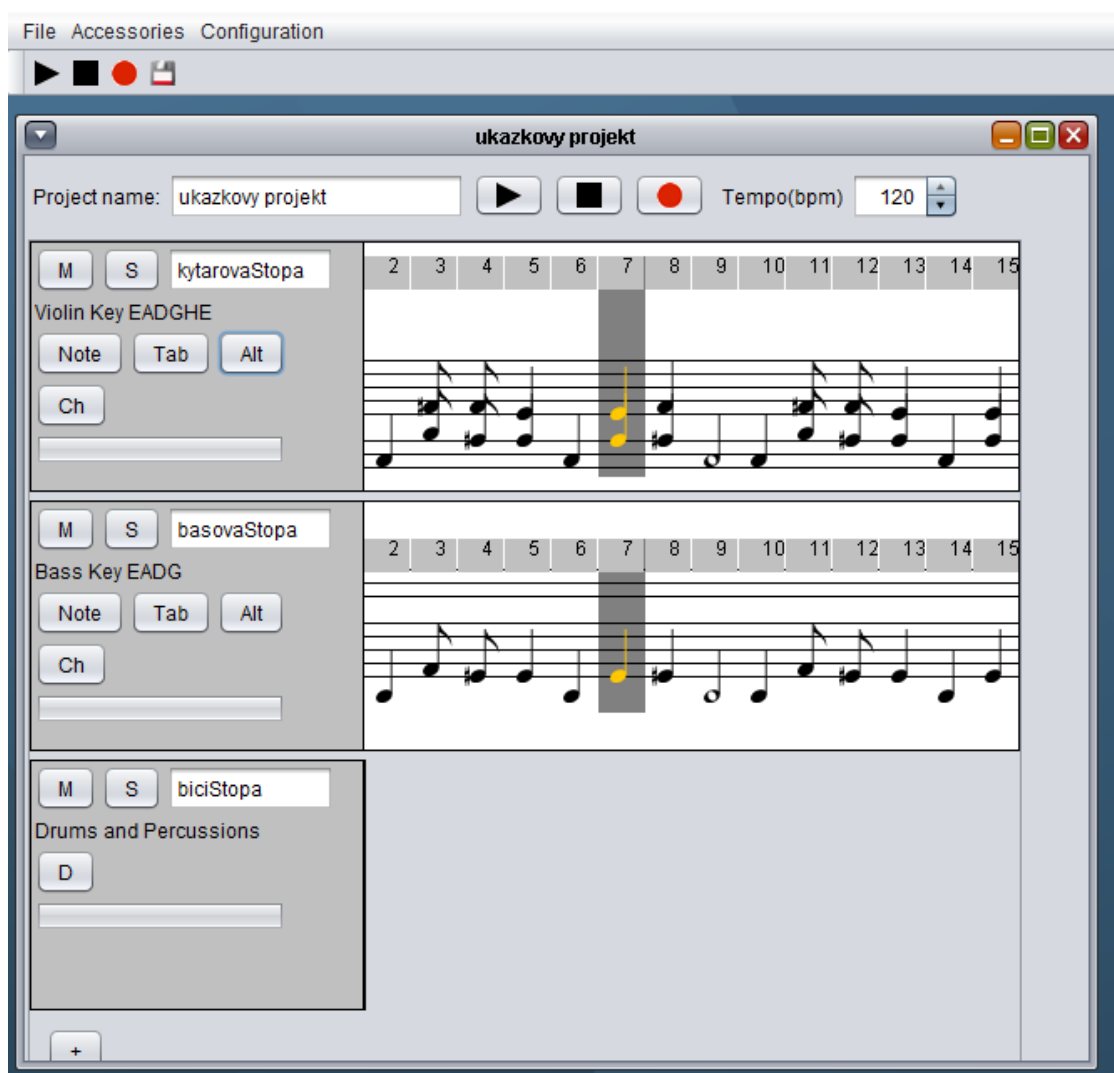 File Accessories Configuration
ukazkovy projekt
Project name: ukazkovy projekt Tempo(bpm) 120
M S kytarovaStopa
2 3 4 5 6 7 8 9 10 11 12 13 14 15
Violin Key EADGHE
Note Tab Alt
Ch
M S basovaStopa
2 3 4 5 6 7 8 9 10 11 12 13 14 15
Bass Key EADG
Note Tab Alt
Ch
M S biciStopa
Drums and Percussions
D
+